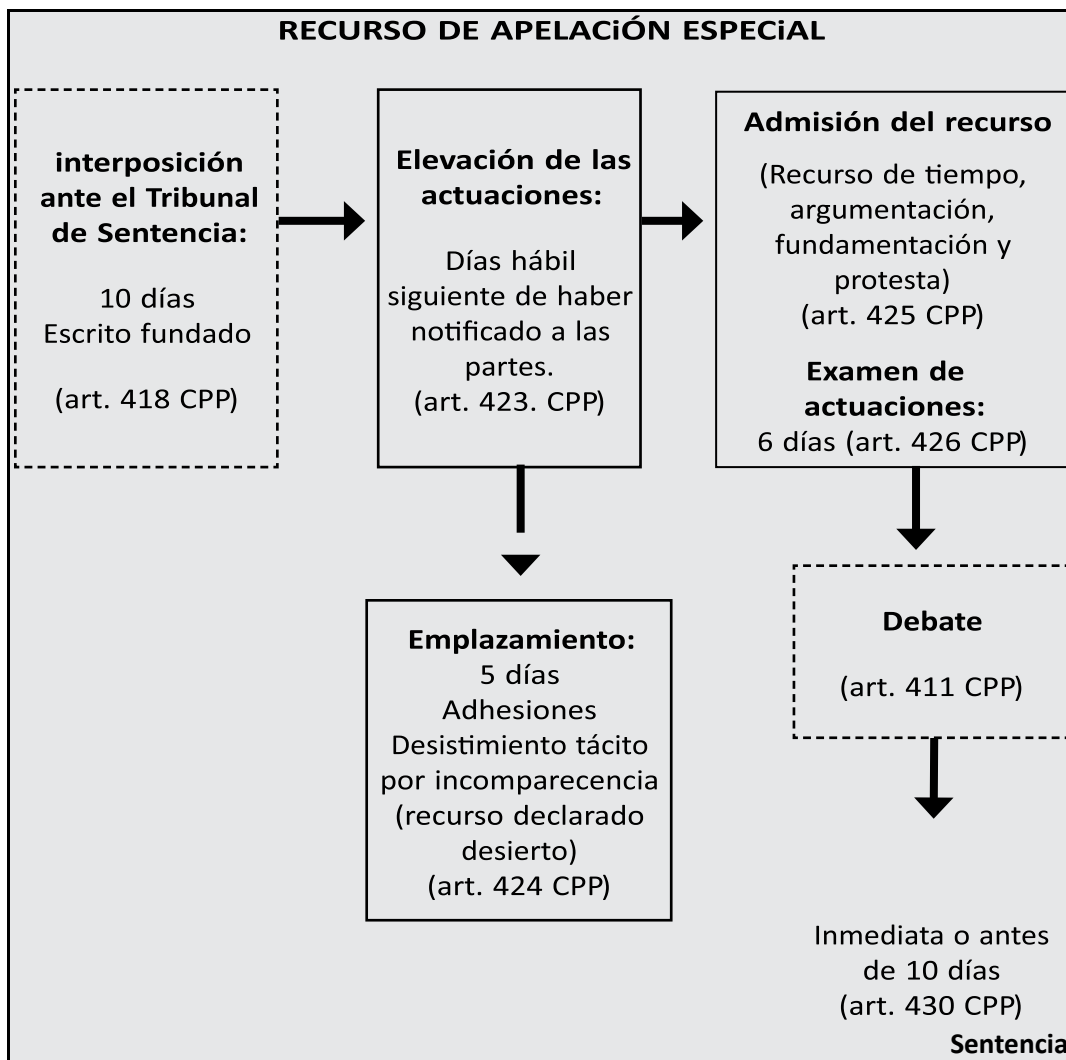 RECURSO DE APELACiÓN ESPECiAL
interposición
ante el Tribunal
de Sentencia:
10 días
Escrito fundado
(art. 418 CPP)
Elevación de las
actuaciones:
Días hábil
siguiente de haber
notificado a las
partes.
(art. 423. CPP)
Admisión del recurso
(Recurso de tiempo,
argumentación,
fundamentación y
protesta)
(art. 425 CPP)
Examen de
actuaciones:
6 días (art. 426 CPP)
Emplazamiento:
5 días
Adhesiones
Desistimiento tácito
por incomparecencia
(recurso declarado
desierto)
(art. 424 CPP)
Debate
(art. 411 CPP)
Inmediata o antes
de 10 días
(art. 430 CPP)
Sentencia